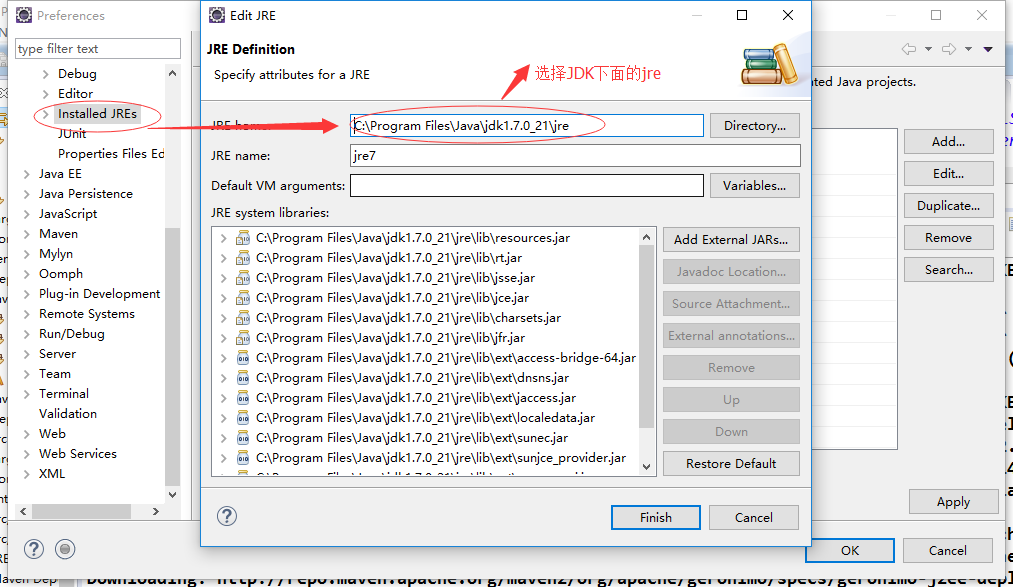 Preferences
type filter text
Debug
Editor
Installed JREs
JUnit
Properties Files Ed
Java EE
Java Persistence
JavaScript
Maven
Mylyn
Oomph
Plug-in Development
Remote Systems
Run/Debug
Server
Team
Terminal
Validation
Web
Web Services
XML
Edit JRE
JRE Definition
Specify attributes for a JRE
选择JDK下面的jre
JRE home:
C:\Program Files\Java\jdk1.7.0_21\jre
Directory...
JRE name:
jre7
Default VM arguments:
Variables...
JRE system libraries:
C:\Program Files\Java\jdk1.7.0_21\jre\lib\resources.jar
C:\Program Files\Java\jdk1.7.0_21\jre\lib\rt.jar
C:\Program Files\Java\jdk1.7.0_21\jre\lib\jsse.jar
C:\Program Files\Java\jdk1.7.0_21\jre\lib\jce.jar
C:\Program Files\Java\jdk1.7.0_21\jre\lib\charsets.jar
C:\Program Files\Java\jdk1.7.0_21\jre\lib\jfr.jar
C:\Program Files\Java\jdk1.7.0_21\jre\lib\ext\access-bridge-64.jar
C:\Program Files\Java\jdk1.7.0_21\jre\lib\ext\dnsns.jar
C:\Program Files\Java\jdk1.7.0_21\jre\lib\ext\jaccess.jar
C:\Program Files\Java\jdk1.7.0_21\jre\lib\ext\localedata.jar
C:\Program Files\Java\jdk1.7.0_21\jre\lib\ext\sunec.jar
C:\Program Files\Java\jdk1.7.0_21\jre\lib\ext\sunjce_provider.jar
Add External JARs...
Javadoc Location...
Source Attachment...
External annotations...
Remove
Up
Down
Restore Default
Finish
Cancel
ted Java projects.
Add...
Edit...
Duplicate...
Remove
Search...
Apply
OK
Cancel
Downloading: http://repo.maven.apache.org/maven2/org/apache/geronimo/specs/geronimo-j2ee-depl